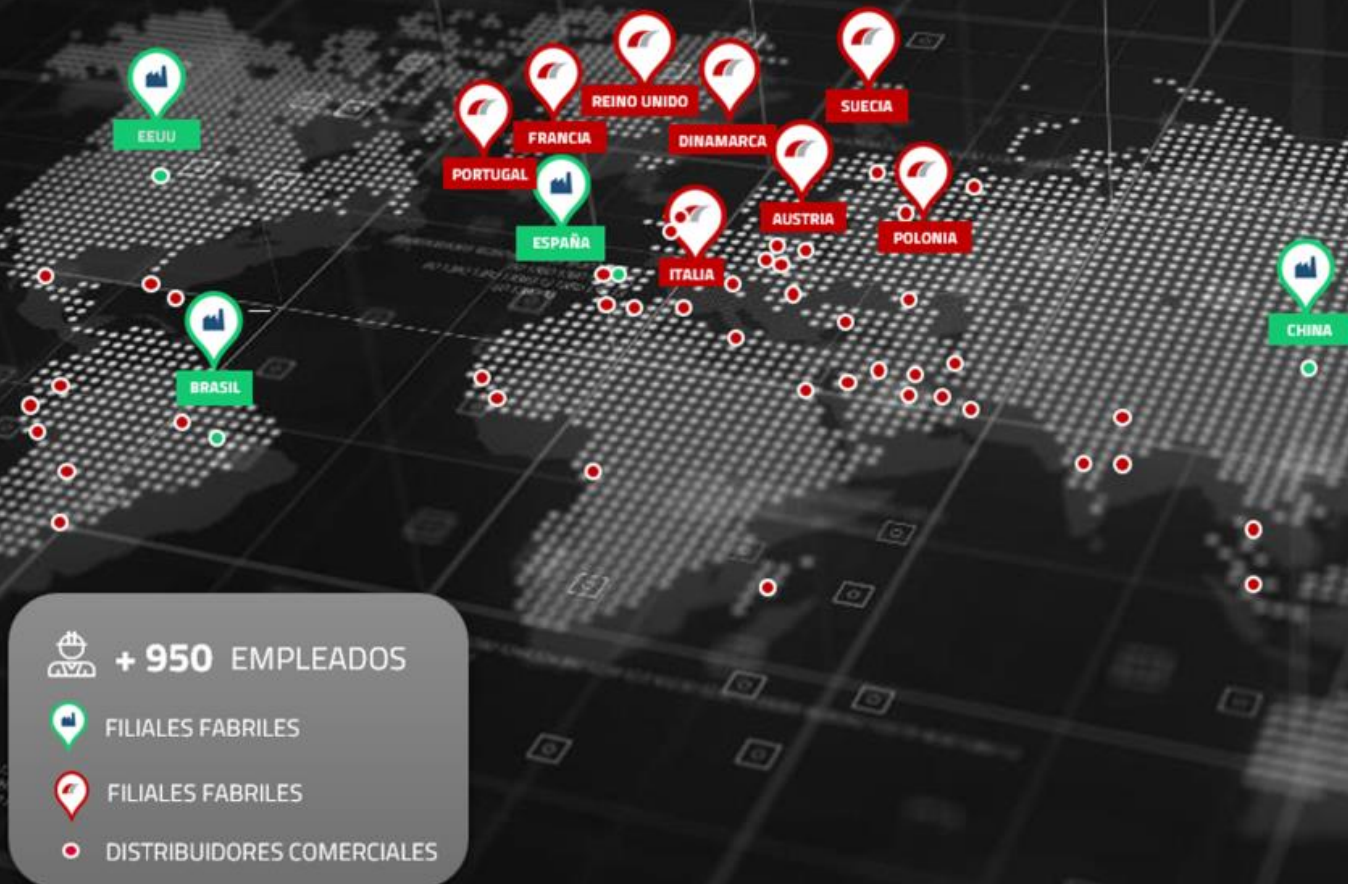 EEUU
REINO UNIDO
SUECIA
FRANCIA
DINAMARCA
PORTUGAL
AUSTRIA
ESPAÑA
POLONIA
ITALIA
CHINA
BRASIL
+ 950 EMPLEADOS
FILIALES FABRILES
FILIALES FABRILES
DISTRIBUIDORES COMERCIALES